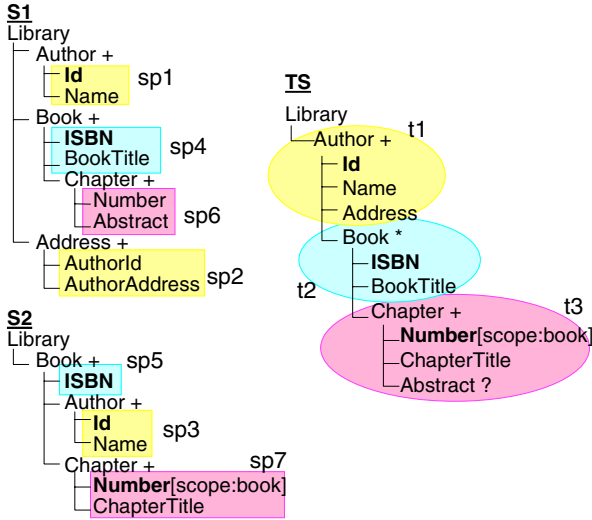 S1
Library
Author +
Id
Name
sp1
Book +
ISBN
BookTitle
sp4
Chapter +
Number
Abstract
sp6
Address +
AuthorId
AuthorAddress
sp2
S2
Library
Book +
sp5
ISBN
Author +
Id
Name
sp3
Chapter +
sp7
Number[scope:book]
ChapterTitle
TS
Library
t1
Author +
Id
Name
Address
Book *
ISBN
BookTitle
t2
Chapter +
t3
Number[scope:book]
ChapterTitle
Abstract ?